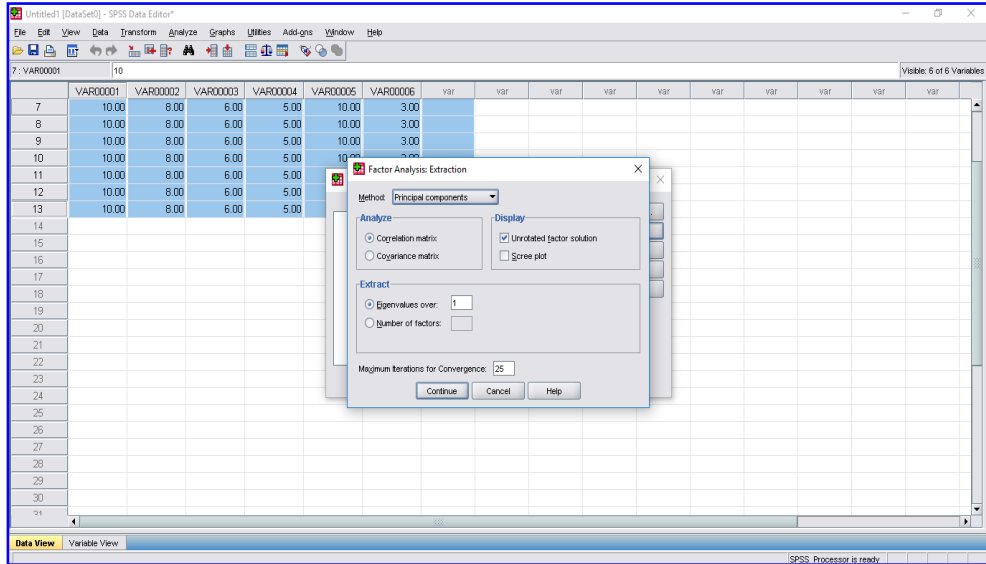 Untitled1 [DataSet0] - SPSS Data Editor*
File Edit View Data Transform Analyze Graphs Utilities Add-ons Window Help
7 : VAR00001 10 Visible: 6 of 6 Variables
VAR00001 VAR00002 VAR00003 VAR00004 VAR00005 VAR00006 var var var var var var var var var
7 10.00 8.00 6.00 5.00 10.00 3.00
8 10.00 8.00 6.00 5.00 10.00 3.00
9 10.00 8.00 6.00 5.00 10.00 3.00
10 10.00 8.00 6.00 5.00
11 10.00 8.00 6.00 5.00
12 10.00 8.00 6.00 5.00
13 10.00 8.00 6.00 5.00
14
15
16
17
18
19
20
21
22
23
24
25
26
27
28
29
30
31
Factor Analysis: Extraction
Method: Principal components
Analyze
Correlation matrix
Covariance matrix
Display
Unrotated factor solution
Scree plot
Extract
Eigenvalues over: 1
Number of factors:
Maximum Iterations for Convergence: 25
Continue Cancel Help
Data View Variable View
SPSS Processor is ready